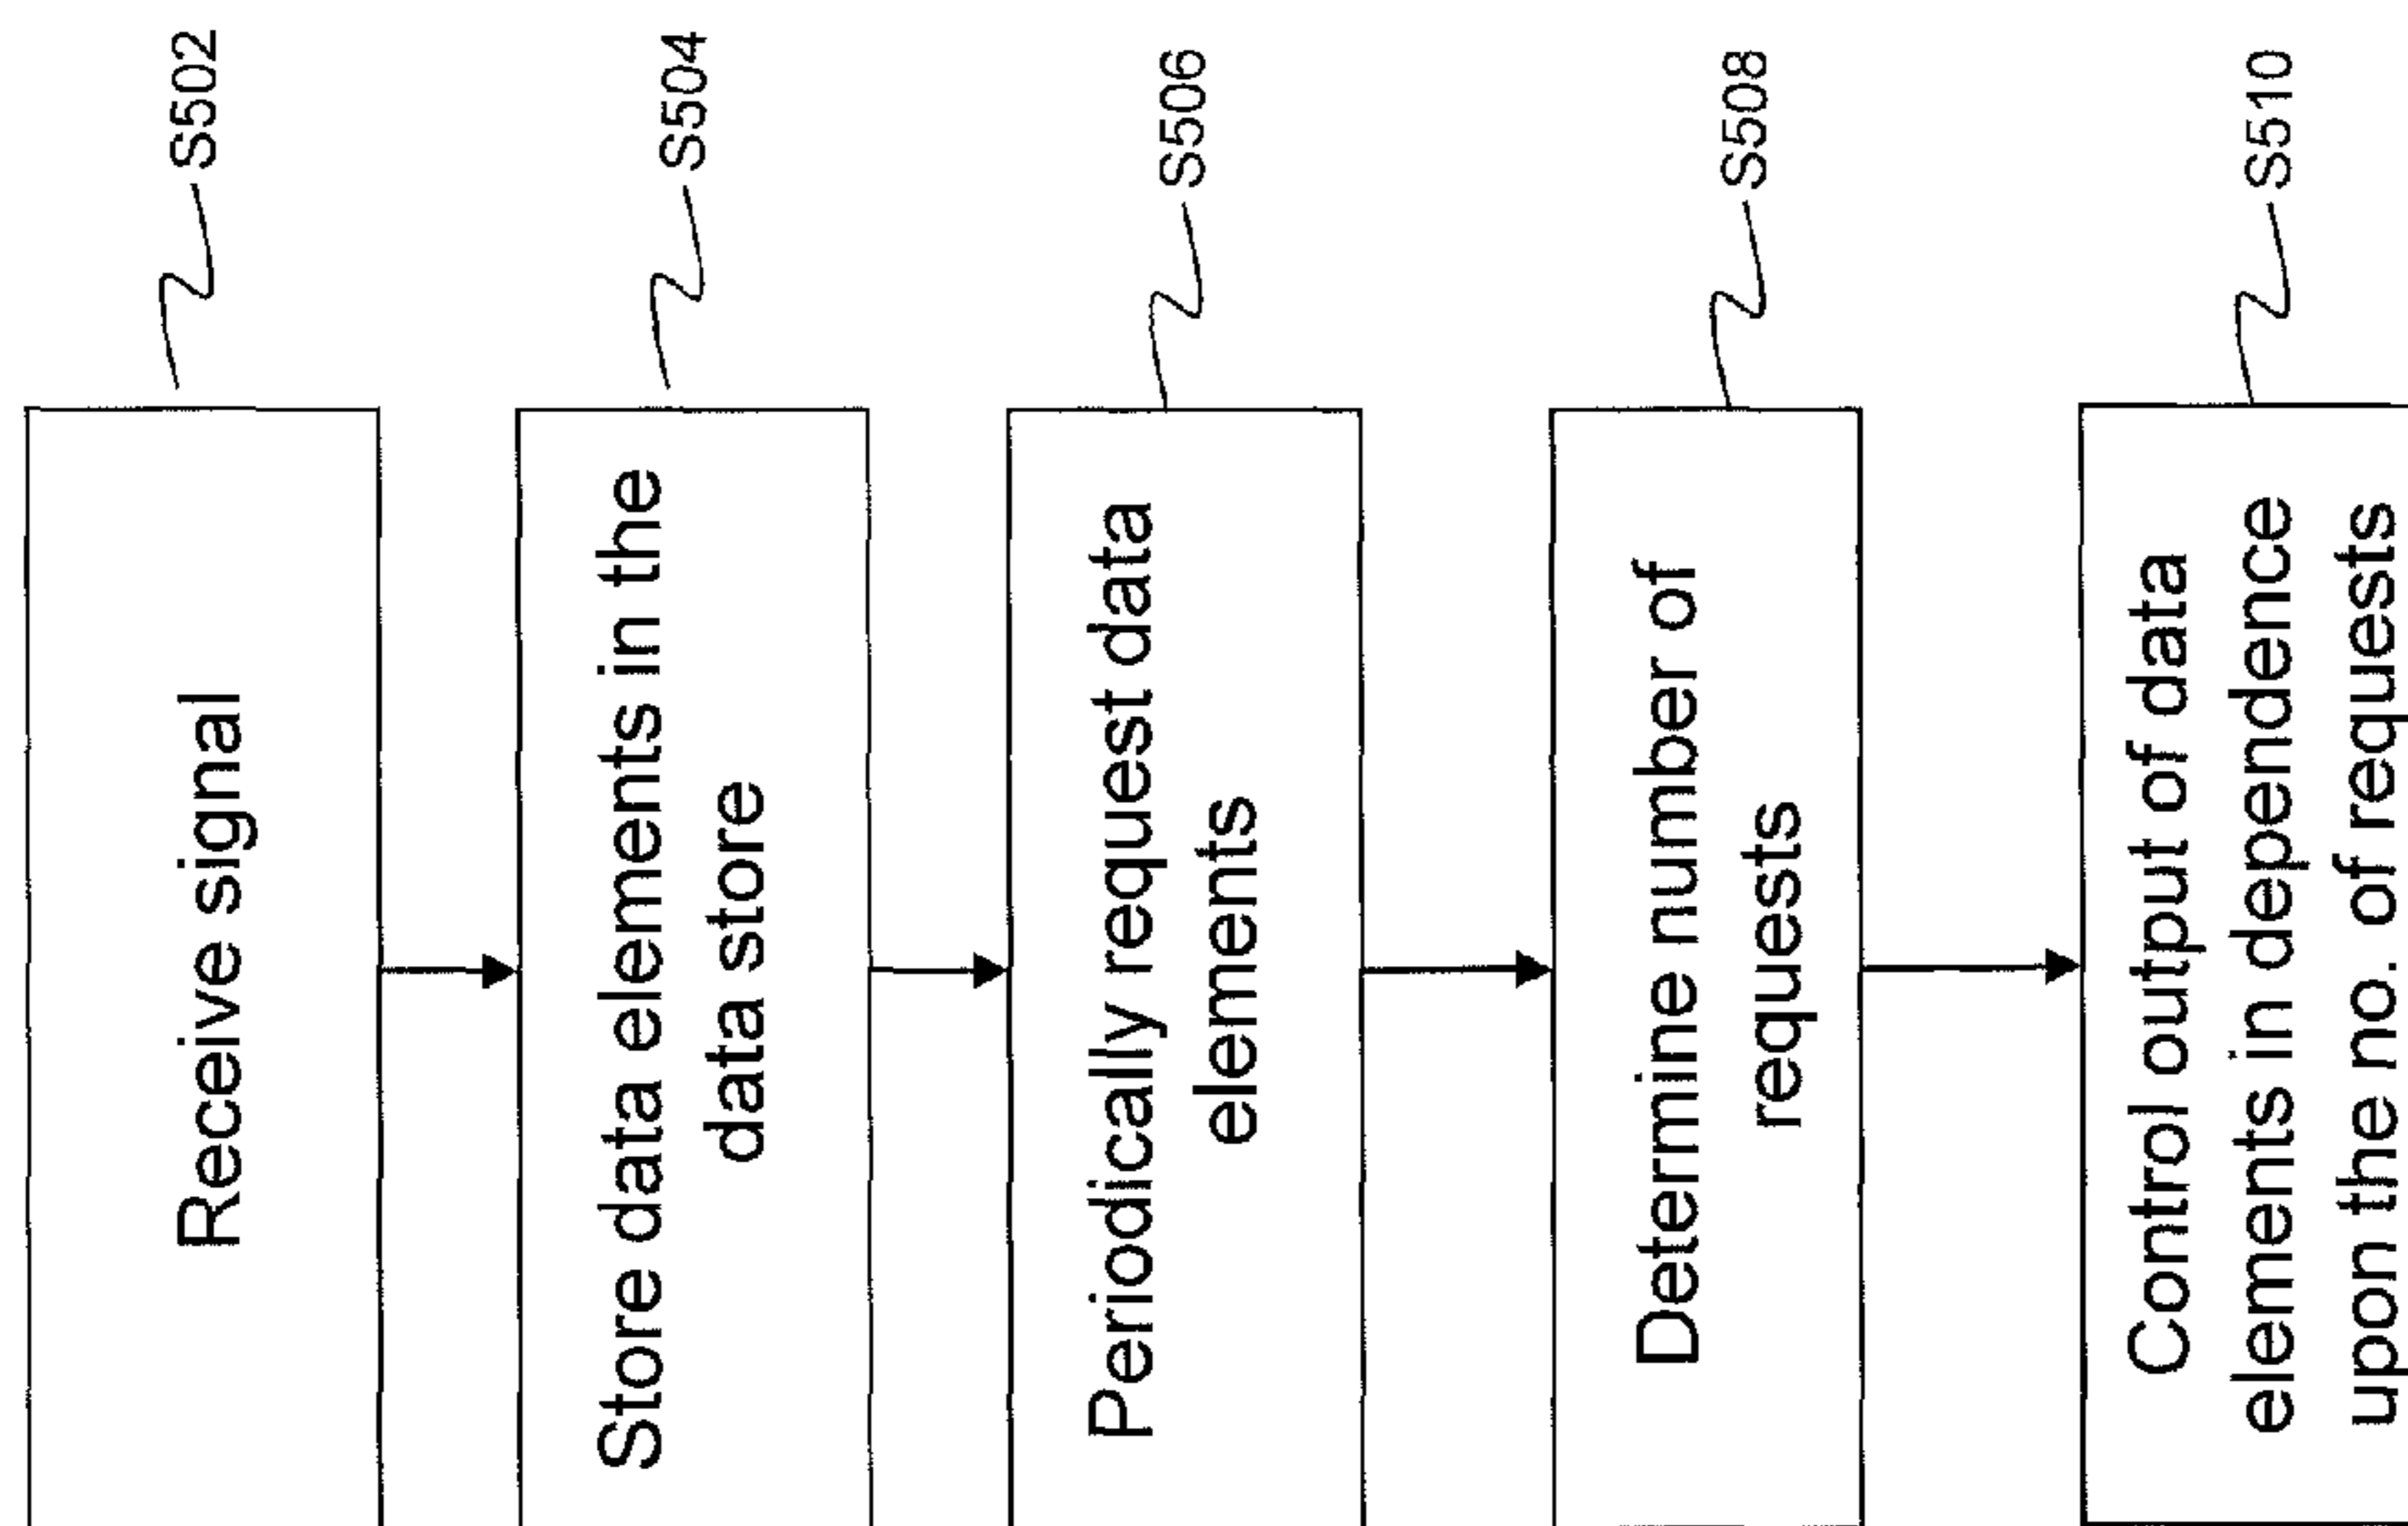 Receive signal
S502
Store data elements in the
data store
S504
Periodically request data
elements
S506
Determine number of
requests
S508
Control output of data
elements in dependence
upon the no. of requests
S510